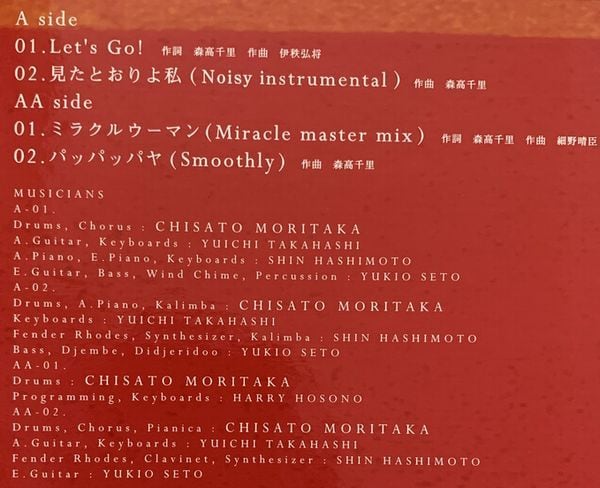 A side
01.Let's Go! 作詞 森高千里 作曲 伊秩弘将
02.見たとおりよ私 (Noisy instrumental) 作曲 森高千里
AA side
01.ミラクルウーマン(Miracle master mix) 作詞 森高千里 作曲 細野晴臣
02.パッパッパヤ(Smoothly) 作曲 森高千里
MUSICIANS
A-01.
Drums, Chorus : CHISATO MORITAKA
A.Guitar, Keyboards : YUICHI TAKAHASHI
A.Piano, E.Piano, Keyboards : SHIN HASHIMOTO
E.Guitar, Bass, Wind Chime, Percussion : YUKIO SETO
A-02.
Drums, A.Piano, Kalimba : CHISATO MORITAKA
Keyboards : YUICHI TAKAHASHI
Fender Rhodes, Synthesizer, Kalimba : SHIN HASHIMOTO
Bass, Djembe, Didjeridoo : YUKIO SETO
AA-01.
Drums : CHISATO MORITAKA
Programming, Keyboards : HARRY HOSONO
AA-02.
Drums, Chorus, Pianica : CHISATO MORITAKA
A.Guitar, Keyboards : YUICHI TAKAHASHI
Fender Rhodes, Clavinet, Synthesizer : SHIN HASHIMOTO
E.Guitar : YUKIO SETO